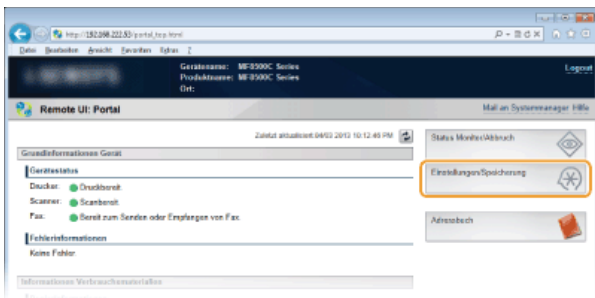 http://192.168.222.53/portal_top.html
Datei Bearbeiten Ansicht Favoriten Extras ?
Gerätename: MF8500C Series
Produktname: MF8500C Series
Ort:
Logout
Remote UI: Portal
Mail an Systemmanager Hilfe
Zuletzt aktualisiert:04/03 2013 10:12:48 PM
Grundinformationen Gerät
Gerätestatus
Drucker: Druckbereit.
Scanner: Scanbereit.
Fax: Bereit zum Senden oder Empfangen von Fax.
Fehlerinformationen
Keine Fehler.
Informationen Verbrauchsmaterialien
Status Monitor/Abbruch
Einstellungen/Speicherung
Adressbuch